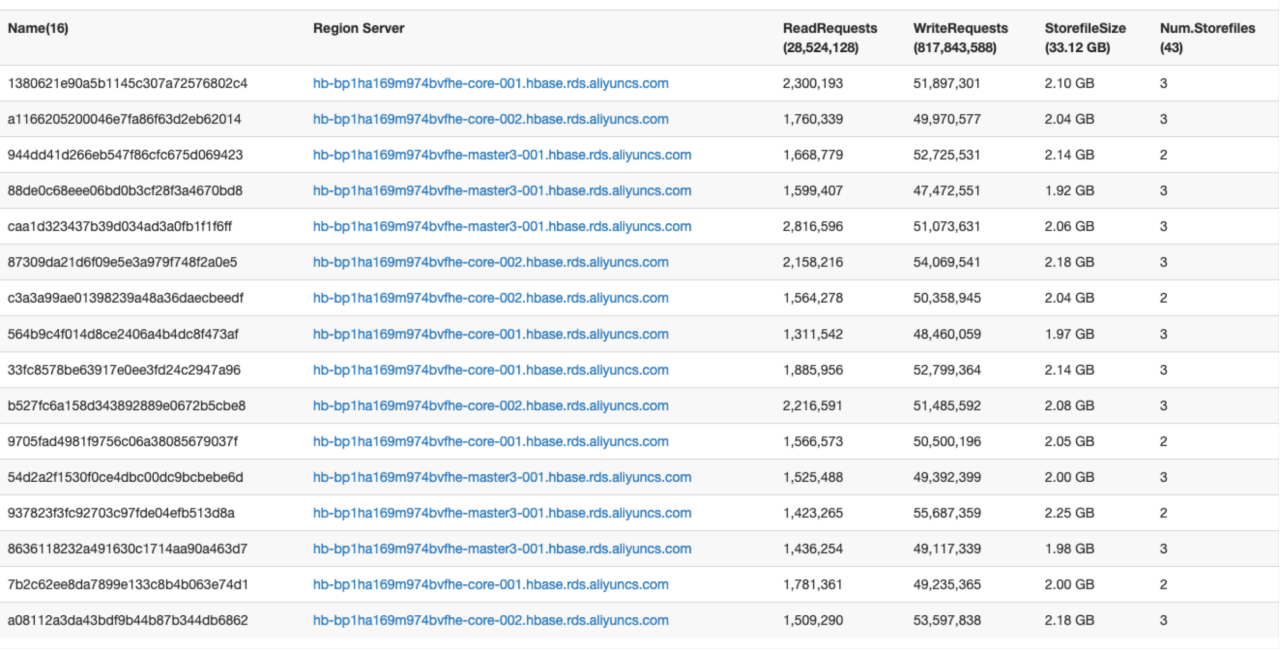 Name(16) Region Server ReadRequests (28,524,128) WriteRequests (817,843,588) StorefileSize (33.12 GB) Num.Storefiles (43)
1380621e90a5b1145c307a72576802c4 hb-bp1ha169m974bvfhe-core-001.hbase.rds.aliyuncs.com 2,300,193 51,897,301 2.10 GB 3
a1166205200046e7fa86f63d2eb62014 hb-bp1ha169m974bvfhe-core-002.hbase.rds.aliyuncs.com 1,760,339 49,970,577 2.04 GB 3
944dd41d266eb547f86cfc675d069423 hb-bp1ha169m974bvfhe-master3-001.hbase.rds.aliyuncs.com 1,668,779 52,725,531 2.14 GB 2
88de0c68eee06bd0b3cf28f3a4670bd8 hb-bp1ha169m974bvfhe-master3-001.hbase.rds.aliyuncs.com 1,599,407 47,472,551 1.92 GB 3
caa1d323437b39d034ad3a0fb1f1f6ff hb-bp1ha169m974bvfhe-master3-001.hbase.rds.aliyuncs.com 2,816,596 51,073,631 2.06 GB 3
87309da21d6f09e5e3a979f748f2a0e5 hb-bp1ha169m974bvfhe-core-002.hbase.rds.aliyuncs.com 2,158,216 54,069,541 2.18 GB 3
c3a3a99ae01398239a48a36daecbeedf hb-bp1ha169m974bvfhe-core-002.hbase.rds.aliyuncs.com 1,564,278 50,358,945 2.04 GB 2
564b9c4f014d8ce2406a4b4dc8f473af hb-bp1ha169m974bvfhe-core-001.hbase.rds.aliyuncs.com 1,311,542 48,460,059 1.97 GB 3
33fc8578be63917e0ee3fd24c2947a96 hb-bp1ha169m974bvfhe-core-001.hbase.rds.aliyuncs.com 1,885,956 52,799,364 2.14 GB 3
b527fc6a158d343892889e0672b5cbe8 hb-bp1ha169m974bvfhe-core-002.hbase.rds.aliyuncs.com 2,216,591 51,485,592 2.08 GB 3
9705fad4981f9756c06a38085679037f hb-bp1ha169m974bvfhe-core-001.hbase.rds.aliyuncs.com 1,566,573 50,500,196 2.05 GB 2
54d2a2f1530f0ce4dbc00dc9bcbebe6d hb-bp1ha169m974bvfhe-master3-001.hbase.rds.aliyuncs.com 1,525,488 49,392,399 2.00 GB 3
937823f3fc92703c97fde04efb513d8a hb-bp1ha169m974bvfhe-master3-001.hbase.rds.aliyuncs.com 1,423,265 55,687,359 2.25 GB 2
8636118232a491630c1714aa90a463d7 hb-bp1ha169m974bvfhe-master3-001.hbase.rds.aliyuncs.com 1,436,254 49,117,339 1.98 GB 3
7b2c62ee8da7899e133c8b4b063e74d1 hb-bp1ha169m974bvfhe-core-001.hbase.rds.aliyuncs.com 1,781,361 49,235,365 2.00 GB 2
a08112a3da43bdf9b44b87b344db6862 hb-bp1ha169m974bvfhe-core-002.hbase.rds.aliyuncs.com 1,509,290 53,597,838 2.18 GB 3